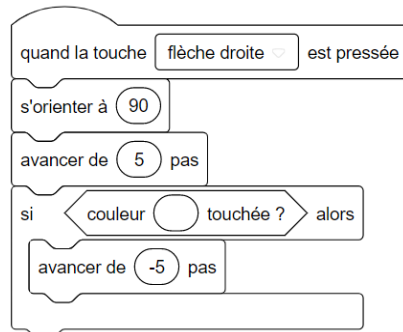 quand la touche flèche droite est pressée
s'orienter à 90
avancer de 5 pas
si couleur touchée ? alors
avancer de -5 pas